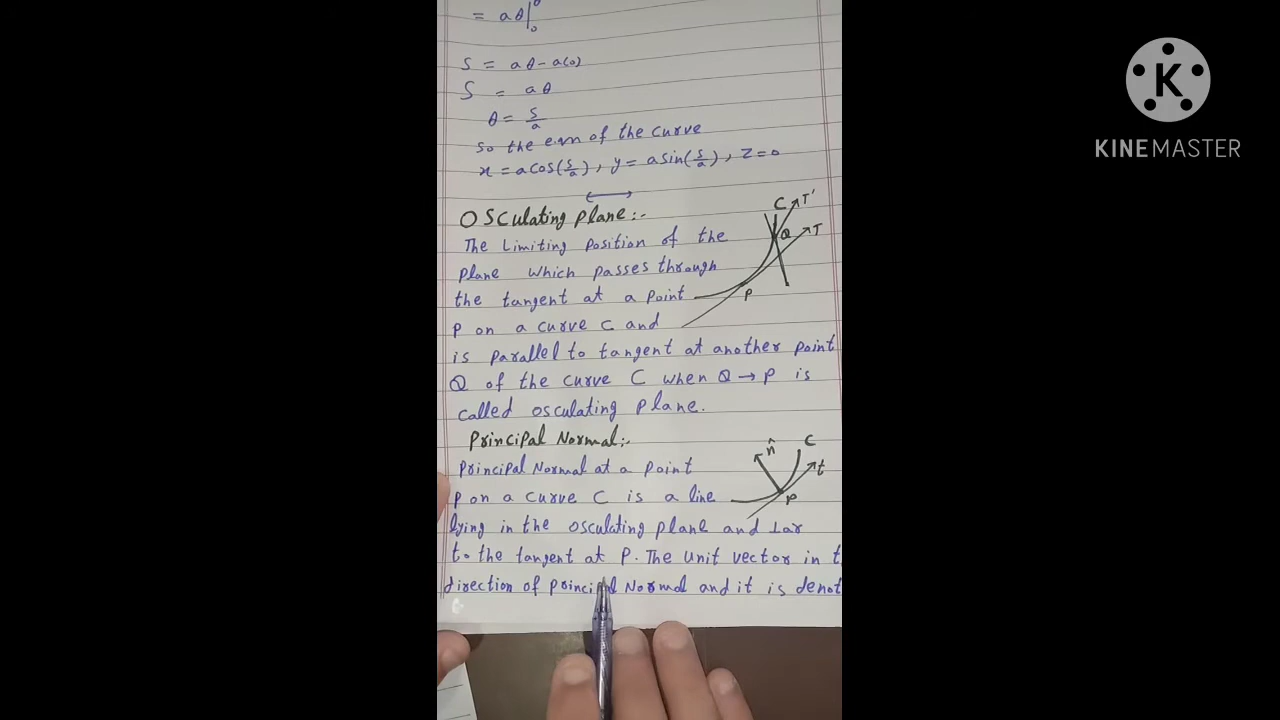 = aθ|₀^θ
S = aθ - a(0)
S = aθ
θ = S/a
So the eqn of the curve
x = a cos(S/a), y = a sin(S/a), z = 0
Osculating plane:-
The Limiting Position of the
plane which passes through
the tangent at a point
P on a curve C and
is parallel to tangent at another point
Q of the curve C when Q → P is
called osculating plane.
C T'
Q T
P
Principal Normal:-
Principal Normal at a point
P on a curve C is a line
lying in the osculating plane and ⊥ar
to the tangent at P. The unit vector in t
direction of principal Normal and it is denot
n̂ C
t
P
K
KINEMASTER